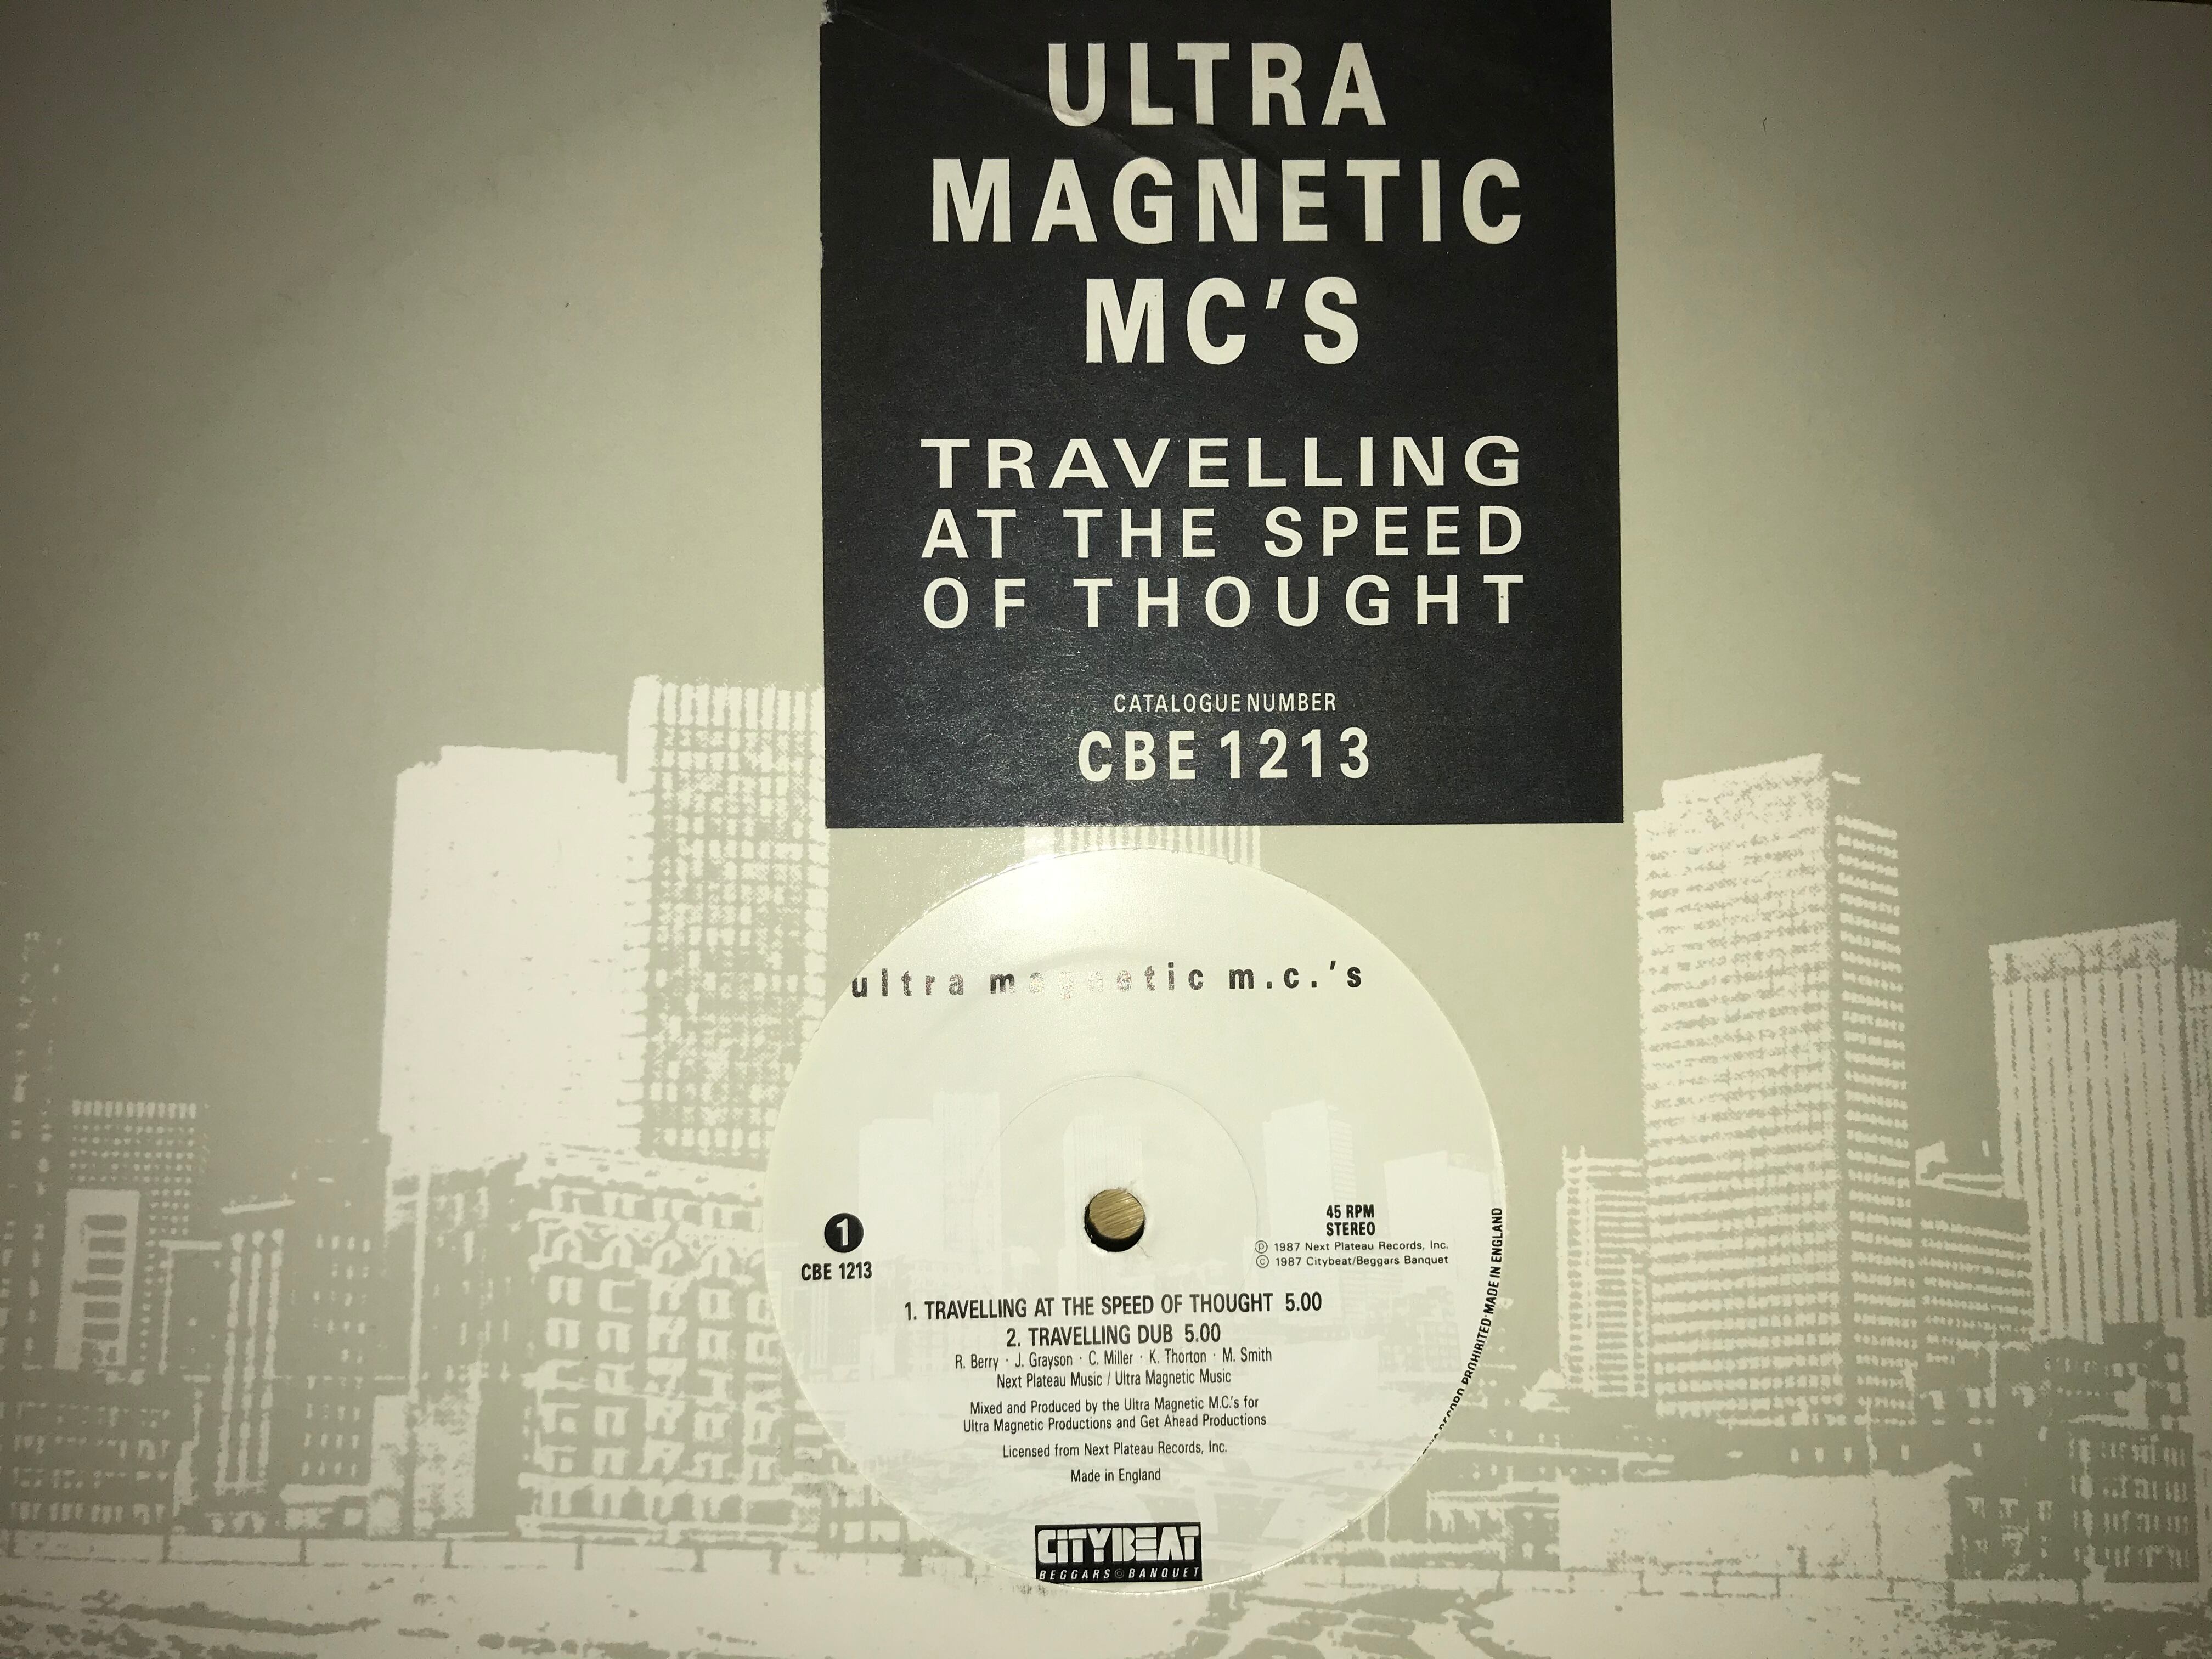 ULTRA
MAGNETIC
MC'S
TRAVELLING
AT THE SPEED
OF THOUGHT
CATALOGUE NUMBER
CBE 1213
ultra magnetic m.c.'s
1
CBE 1213
45 RPM
STEREO
Ⓟ 1987 Next Plateau Records, Inc.
© 1987 Citybeat/Beggars Banquet
1. TRAVELLING AT THE SPEED OF THOUGHT 5.00
2. TRAVELLING DUB 5.00
R. Berry · J. Grayson · C. Miller · K. Thorton · M. Smith
Next Plateau Music / Ultra Magnetic Music
Mixed and Produced by the Ultra Magnetic M.C.'s for
Ultra Magnetic Productions and Get Ahead Productions
Licensed from Next Plateau Records, Inc.
Made in England
RECORD PROHIBITED·MADE IN ENGLAND
CITYBEAT
BEGGARS BANQUET